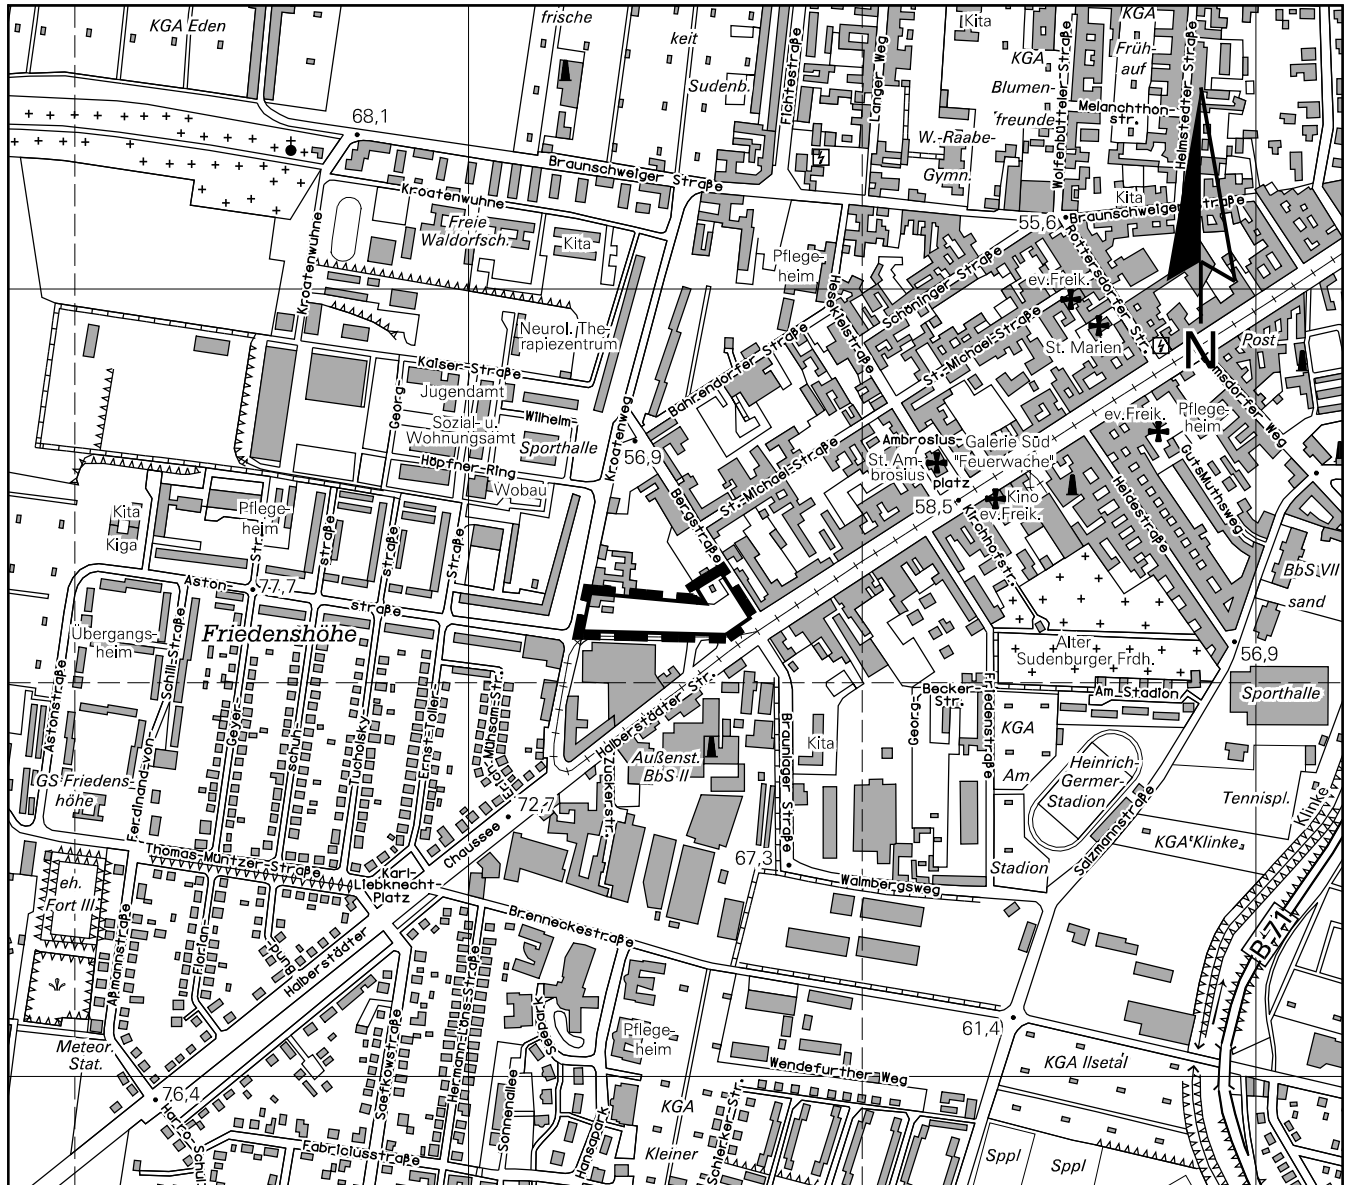 KGA Eden
frische
keit
Sudenb.
Fichtestraße
Langer Weg
Kita
KGA
Blumen-
freunde
Wolfenbütteler Straße
KGA
Früh-
auf
Melanchthon-
str.
Helmstedter Straße
W.-Raabe-
Gymn.
68,1
Braunschweiger Straße
Kroatenwuhne
Kroatenwuhne
Freie
Waldorfsch.
Kita
Kita
55,6
Braunschweiger Straße
Rottersdorfer Str.
Pflege-
heim
Hesekielstraße
Schöninger Straße
ev.Freik.
St. Marien
St.-Michael-Straße
N
Post
Wilmsdorfer Weg
Neurol. The-
rapiezentrum
Kaiser-Straße
Georg-
Jugendamt
Sozial- u.
Wohnungsamt
Wilhelm-
Sporthalle
Höpfner-Ring
Wobau
Kroatenweg
56,9
Bahrendorfer Straße
St.-Michael-Straße
Bergstraße
Ambrosius-
platz
St. Am-
brosius
Galerie Süd
"Feuerwache"
58,5
Kino
ev.Freik.
Kirchhofstr.
ev.Freik.
Pflege-
heim
GutsMuthsweg
Heidestraße
BbS VII
sand
Kita
Kiga
Pflege-
heim
Str.
straße
straße
Straße
Aston-
straße
77,7
Übergangs-
heim
Friedenshöhe
Astonstraße
Ferdinand-von-
Schill-Straße
Geyer-
schuh-
Tucholsky-
Ernst-Toller-
Erich-
Mühsam-Str.
GS Friedens-
höhe
Halberstädter Str.
Außenst.
BbS II
Zuckerstr.
Braunlager Straße
Kita
Georg-
Becker-
Str.
Friedenstraße
Alter
Sudenburger Frdh.
Am Stadion
56,9
Sporthalle
KGA
Am
Stadion
Heinrich-
Germer-
Stadion
Salzmannstraße
Tennispl.
KGA Klinke
Klinke
72,7
Chaussee
67,3
Walmbergsweg
Thomas-Müntzer-Straße
Karl-
Liebknecht-
Platz
eh.
Fort III
Aßmannstraße
Florian-
Bund
Halberstädter
Brenneckestraße
B 71
Meteor.
Stat.
76,4
Harro-Schul
Saefkowstraße
Hermann-Löns-Straße
Fabriciusstraße
Sonnenallee
Seepark
Hansapark
Pflege-
heim
KGA
Kleiner
Schierker-Str.
Wendefurther-Weg
61,4
KGA Ilsetal
Sppl
Sppl